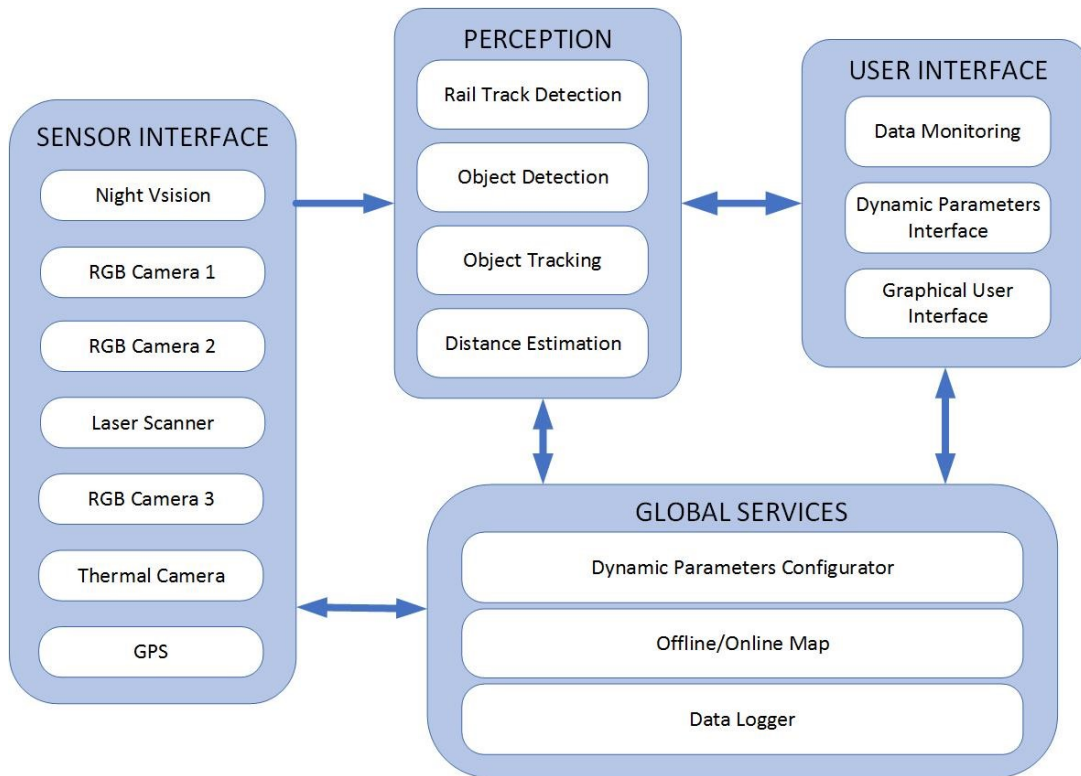 SENSOR INTERFACE
Night Vsision
RGB Camera 1
RGB Camera 2
Laser Scanner
RGB Camera 3
Thermal Camera
GPS
PERCEPTION
Rail Track Detection
Object Detection
Object Tracking
Distance Estimation
USER INTERFACE
Data Monitoring
Dynamic Parameters
Interface
Graphical User
Interface
GLOBAL SERVICES
Dynamic Parameters Configurator
Offline/Online Map
Data Logger